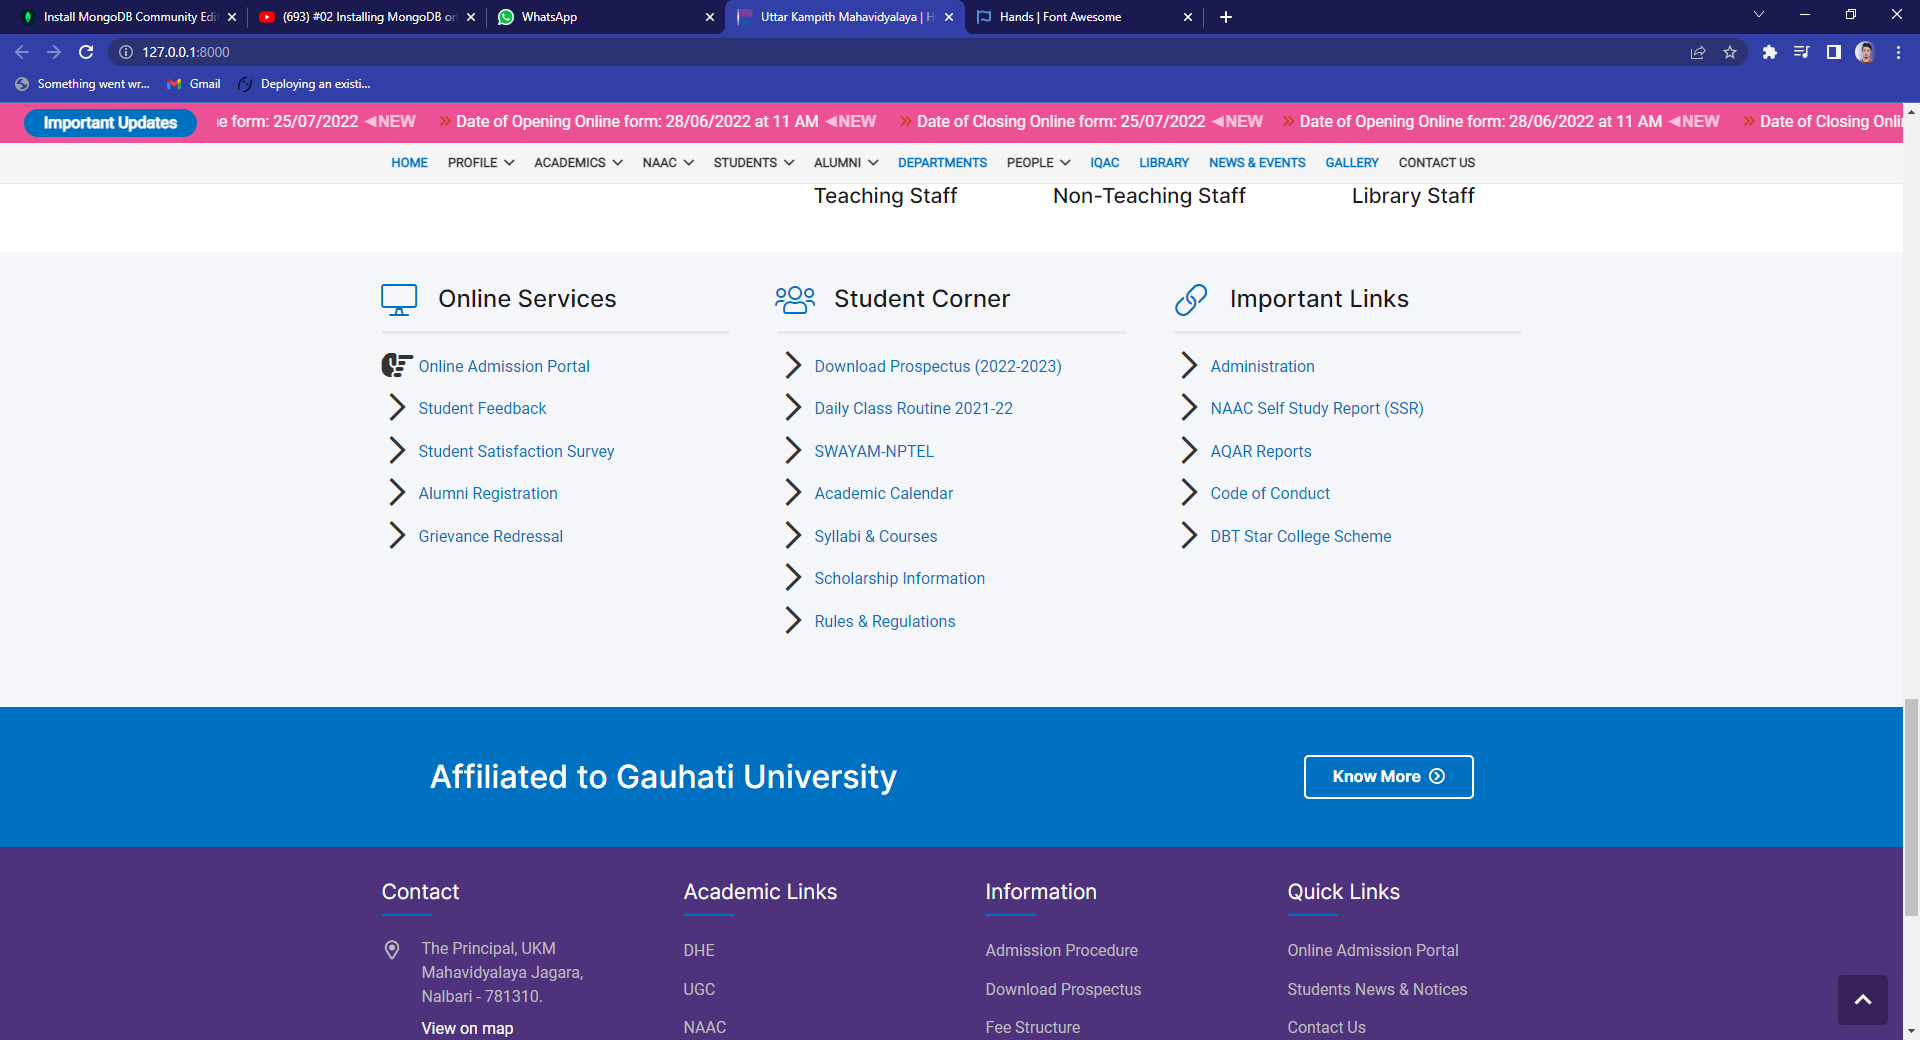 Install MongoDB Community Edi
(693) #02 Installing MongoDB on
WhatsApp
Uttar Kampith Mahavidyalaya | H
Hands | Font Awesome
127.0.0.1:8000
Something went wr...
Gmail
Deploying an existi...
Important Updates
ne form: 25/07/2022 NEW
Date of Opening Online form: 28/06/2022 at 11 AM NEW
Date of Closing Online form: 25/07/2022 NEW
Date of Opening Online form: 28/06/2022 at 11 AM NEW
Date of Closing Onli
HOME PROFILE ACADEMICS NAAC STUDENTS ALUMNI DEPARTMENTS PEOPLE IQAC LIBRARY NEWS & EVENTS GALLERY CONTACT US
Teaching Staff
Non-Teaching Staff
Library Staff
Online Services
Online Admission Portal
Student Feedback
Student Satisfaction Survey
Alumni Registration
Grievance Redressal
Student Corner
Download Prospectus (2022-2023)
Daily Class Routine 2021-22
SWAYAM-NPTEL
Academic Calendar
Syllabi & Courses
Scholarship Information
Rules & Regulations
Important Links
Administration
NAAC Self Study Report (SSR)
AQAR Reports
Code of Conduct
DBT Star College Scheme
Affiliated to Gauhati University
Know More
Contact
The Principal, UKM
Mahavidyalaya Jagara,
Nalbari - 781310.
View on map
Academic Links
DHE
UGC
NAAC
Information
Admission Procedure
Download Prospectus
Fee Structure
Quick Links
Online Admission Portal
Students News & Notices
Contact Us